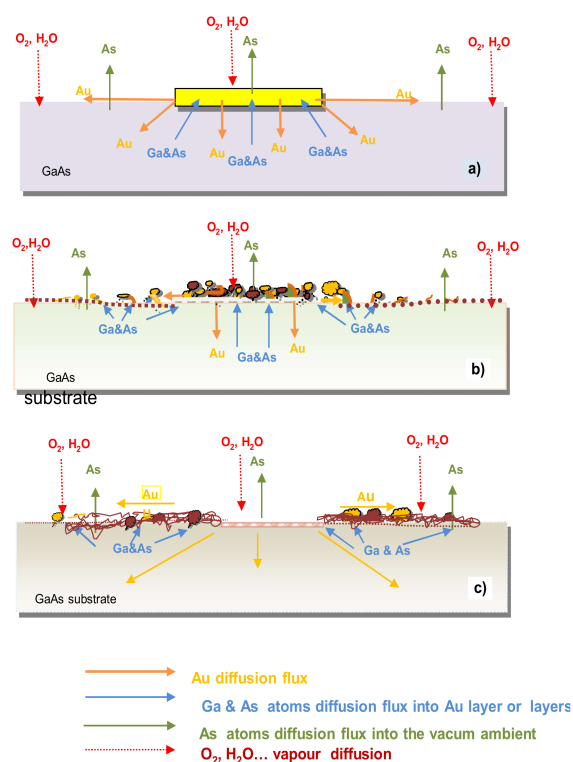 O2, H2O
O2, H2O
O2, H2O
As
As
As
Au
Au
Au
Ga&As
Au
Ga&As
Au
Ga&As
Au
GaAs
a)
O2,H2O
O2, H2O
O2, H2O
As
As
As
Ga&As
Au
Ga&As
Au
Ga&As
GaAs
substrate
b)
O2, H2O
O2, H2O
O2, H2O
As
As
As
Au
Au
Ga&As
Ga & As
GaAs substrate
c)
Au diffusion flux
Ga & As atoms diffusion flux into Au layer or layers
As atoms diffusion flux into the vacum ambient
O2, H2O… vapour diffusion